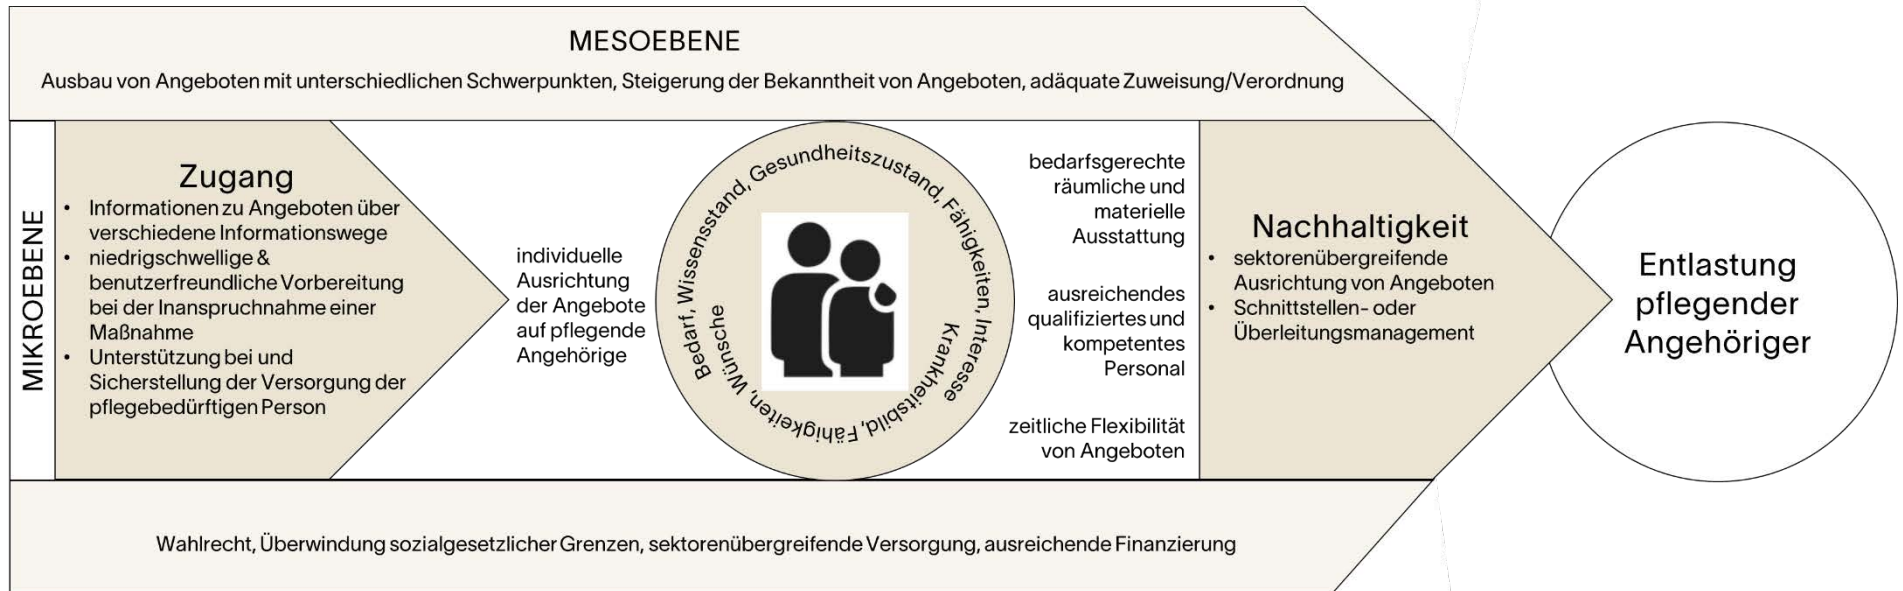 MESOEBENE
Ausbau von Angeboten mit unterschiedlichen Schwerpunkten, Steigerung der Bekanntheit von Angeboten, adäquate Zuweisung/Verordnung
MIKROEBENE
Zugang
• Informationen zu Angeboten über
verschiedene Informationswege
• niedrigschwellige &
benutzerfreundliche Vorbereitung
bei der Inanspruchnahme einer
Maßnahme
• Unterstützung bei und
Sicherstellung der Versorgung der
pflegebedürftigen Person
individuelle
Ausrichtung
der Angebote
auf pflegende
Angehörige
Bedarf, Wissensstand, Gesundheitszustand, Fähigkeiten, Interesse
Krankheitsbild, Fähigkeiten, Wünsche
bedarfsgerechte
räumliche und
materielle
Ausstattung
ausreichendes
qualifiziertes und
kompetentes
Personal
zeitliche Flexibilität
von Angeboten
Nachhaltigkeit
• sektorenübergreifende
Ausrichtung von Angeboten
• Schnittstellen- oder
Überleitungsmanagement
Entlastung
pflegender
Angehöriger
Wahlrecht, Überwindung sozialgesetzlicher Grenzen, sektorenübergreifende Versorgung, ausreichende Finanzierung